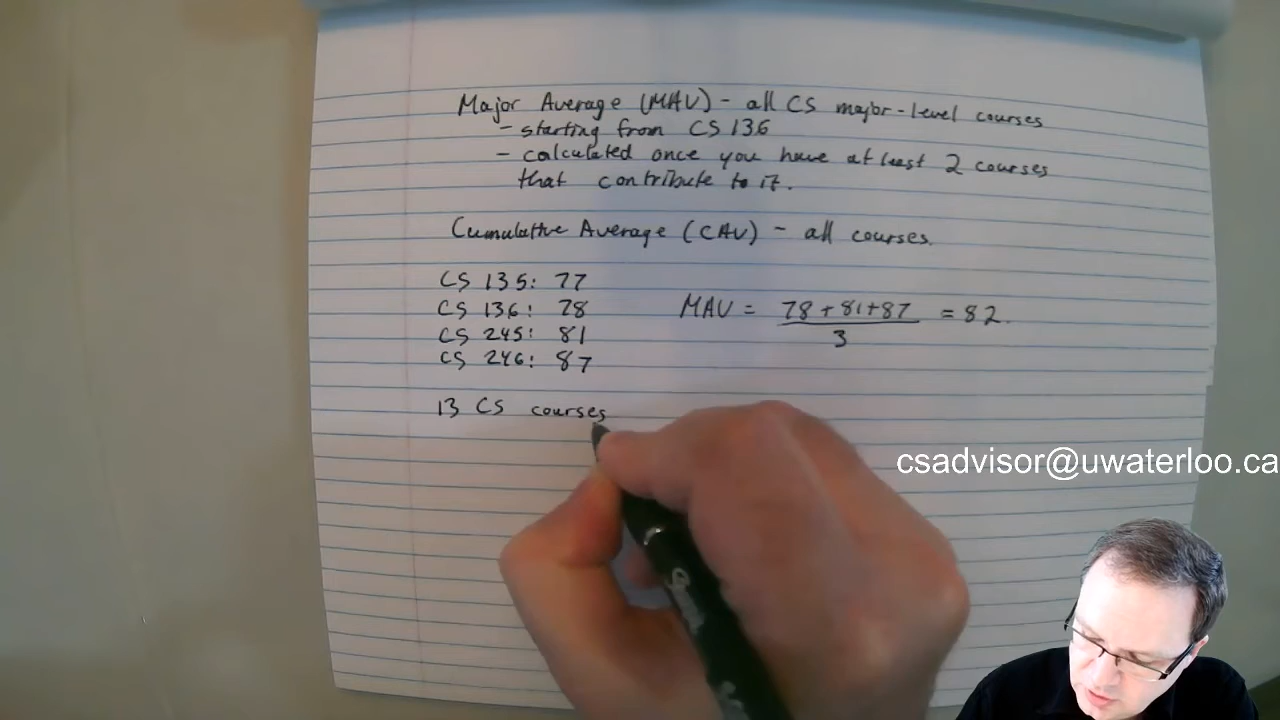 Major Average (MAV) - all CS major-level courses
- starting from CS 136
- calculated once you have at least 2 courses
that contribute to it.
Cumulative Average (CAV) - all courses.
CS 135: 77
CS 136: 78
CS 245: 81
CS 246: 87
MAV = 78+81+87 / 3 = 82.
13 CS courses
csadvisor@uwaterloo.ca